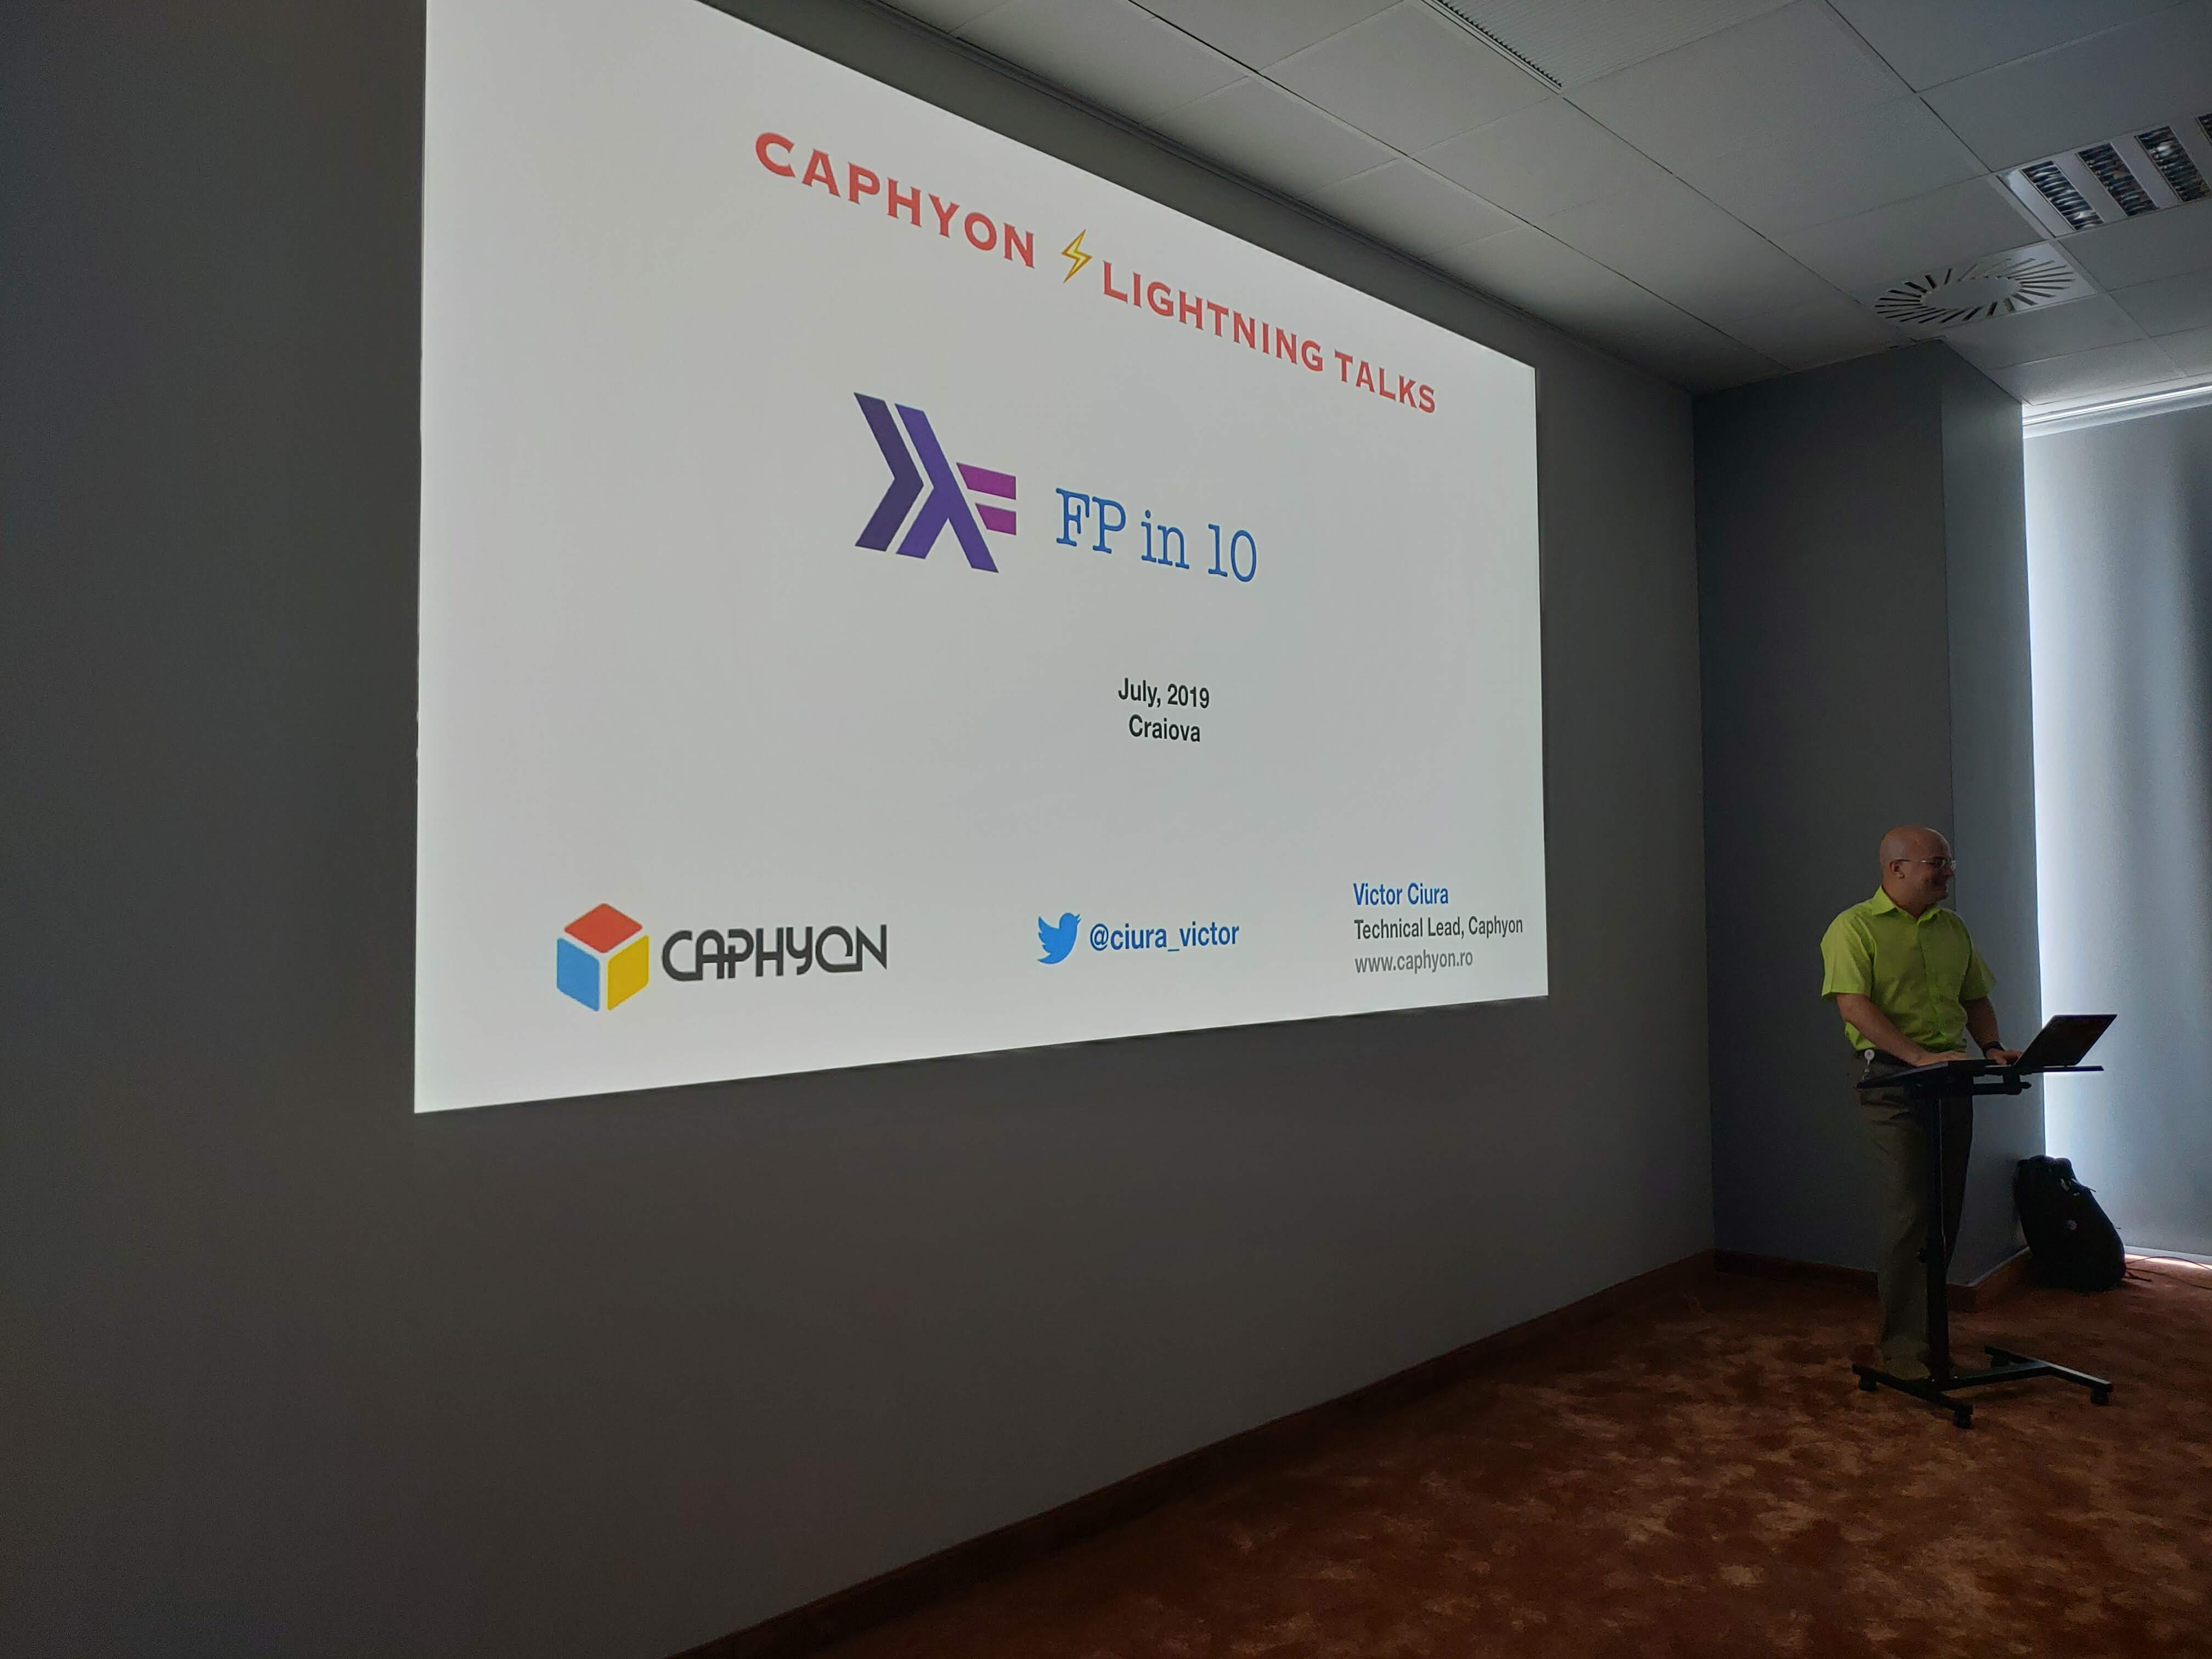 CAPHYON ⚡ LIGHTNING TALKS
FP in 10
July, 2019
Craiova
CAPHYON
@ciura_victor
Victor Ciura
Technical Lead, Caphyon
www.caphyon.ro